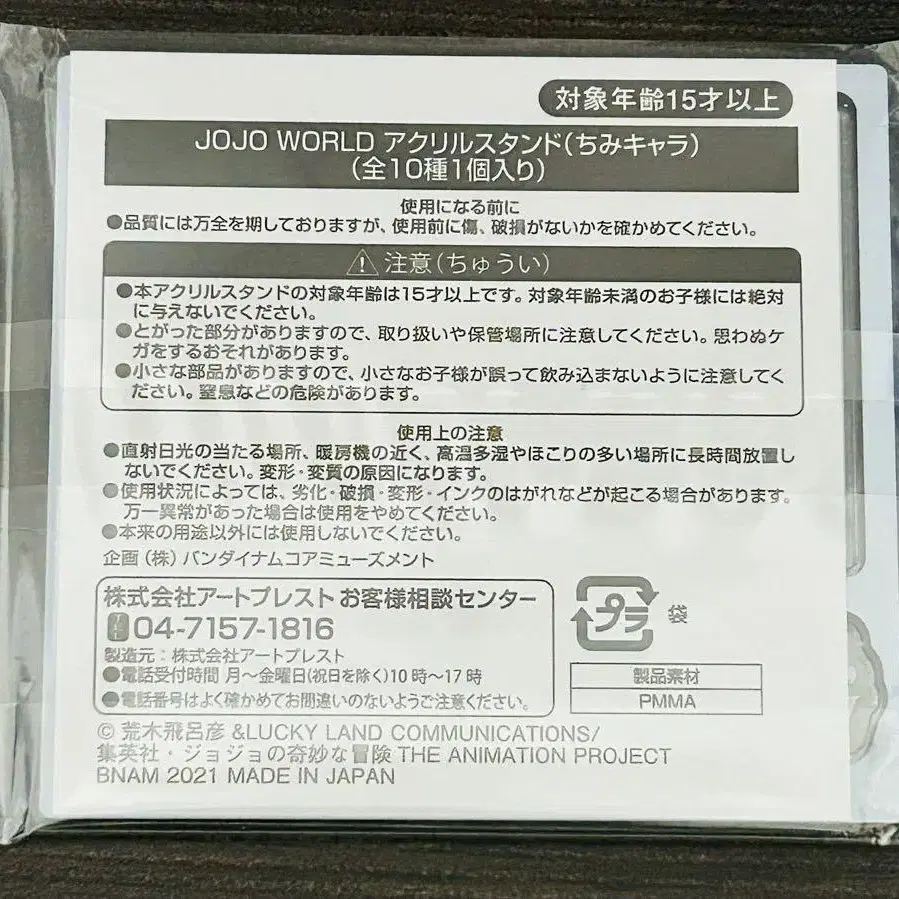 対象年齢15才以上
JOJO WORLD アクリルスタンド(ちみキャラ)
(全10種1個入り)
使用になる前に
●品質には万全を期しておりますが、使用前に傷、破損がないかを確かめてください。
注意(ちゅうい)
●本アクリルスタンドの対象年齢は15才以上です。対象年齢未満のお子様には絶対
に与えないでください。
●とがった部分がありますので、取り扱いや保管場所に注意してください。思わぬケ
ガをするおそれがあります。
●小さな部品がありますので、小さなお子様が誤って飲み込まないように注意してく
ださい。窒息などの危険があります。
使用上の注意
●直射日光の当たる場所、暖房機の近く、高温多湿やほこりの多い場所に長時間放置し
ないでください。変形・変質の原因になります。
●使用状況によっては、劣化・破損・変形・インクのはがれなどが起こる場合があります。
万一異常があった場合は使用をやめてください。
●本来の用途以外には使用しないでください。
企画(株)バンダイナムコアミューズメント
株式会社アートプレスト お客様相談センター
04-7157-1816
製造元:株式会社アートプレスト
●電話受付時間 月～金曜日(祝日を除く)10時～17時
●電話番号はよく確かめてお間違いのないようご注意ください。
プラ 袋
製品素材
PMMA
© 荒木飛呂彦 &LUCKY LAND COMMUNICATIONS/
集英社・ジョジョの奇妙な冒険 THE ANIMATION PROJECT
BNAM 2021 MADE IN JAPAN